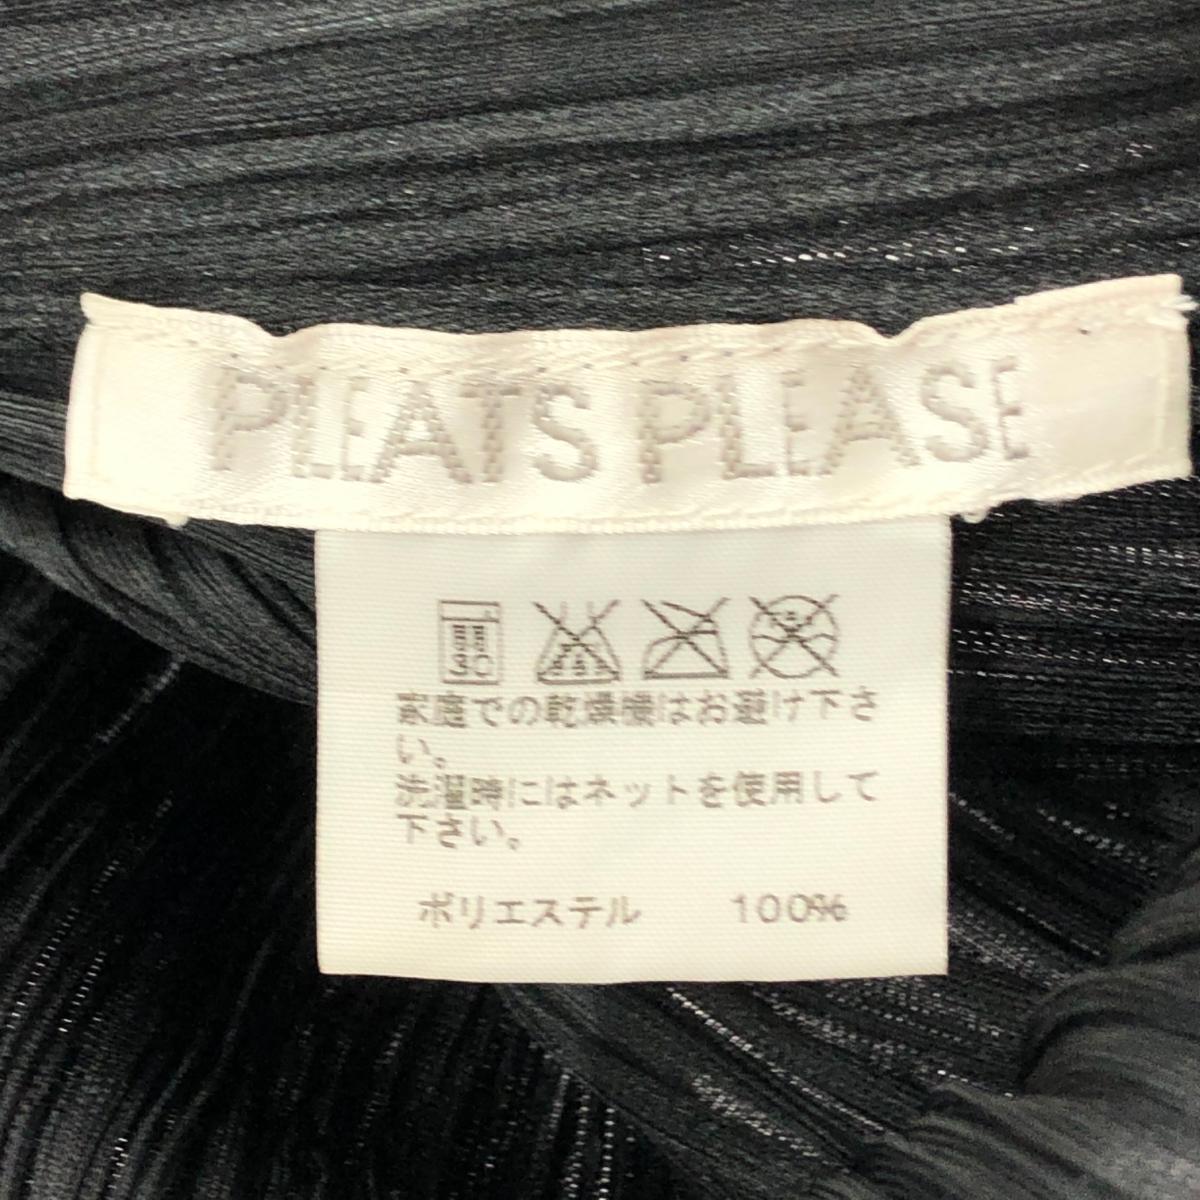 PLEATS PLEASE
30
家庭での乾燥機はお避け下さ
い。
洗濯時にはネットを使用して
下さい。
ポリエステル 100%